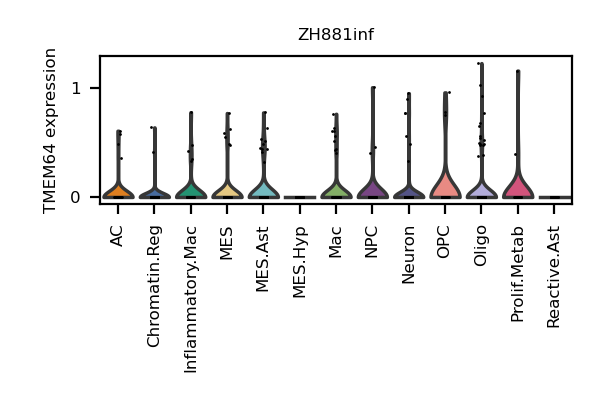 ZH881inf
TMEM64 expression
1
0
AC
Chromatin.Reg
Inflammatory.Mac
MES
MES.Ast
MES.Hyp
Mac
NPC
Neuron
OPC
Oligo
Prolif.Metab
Reactive.Ast